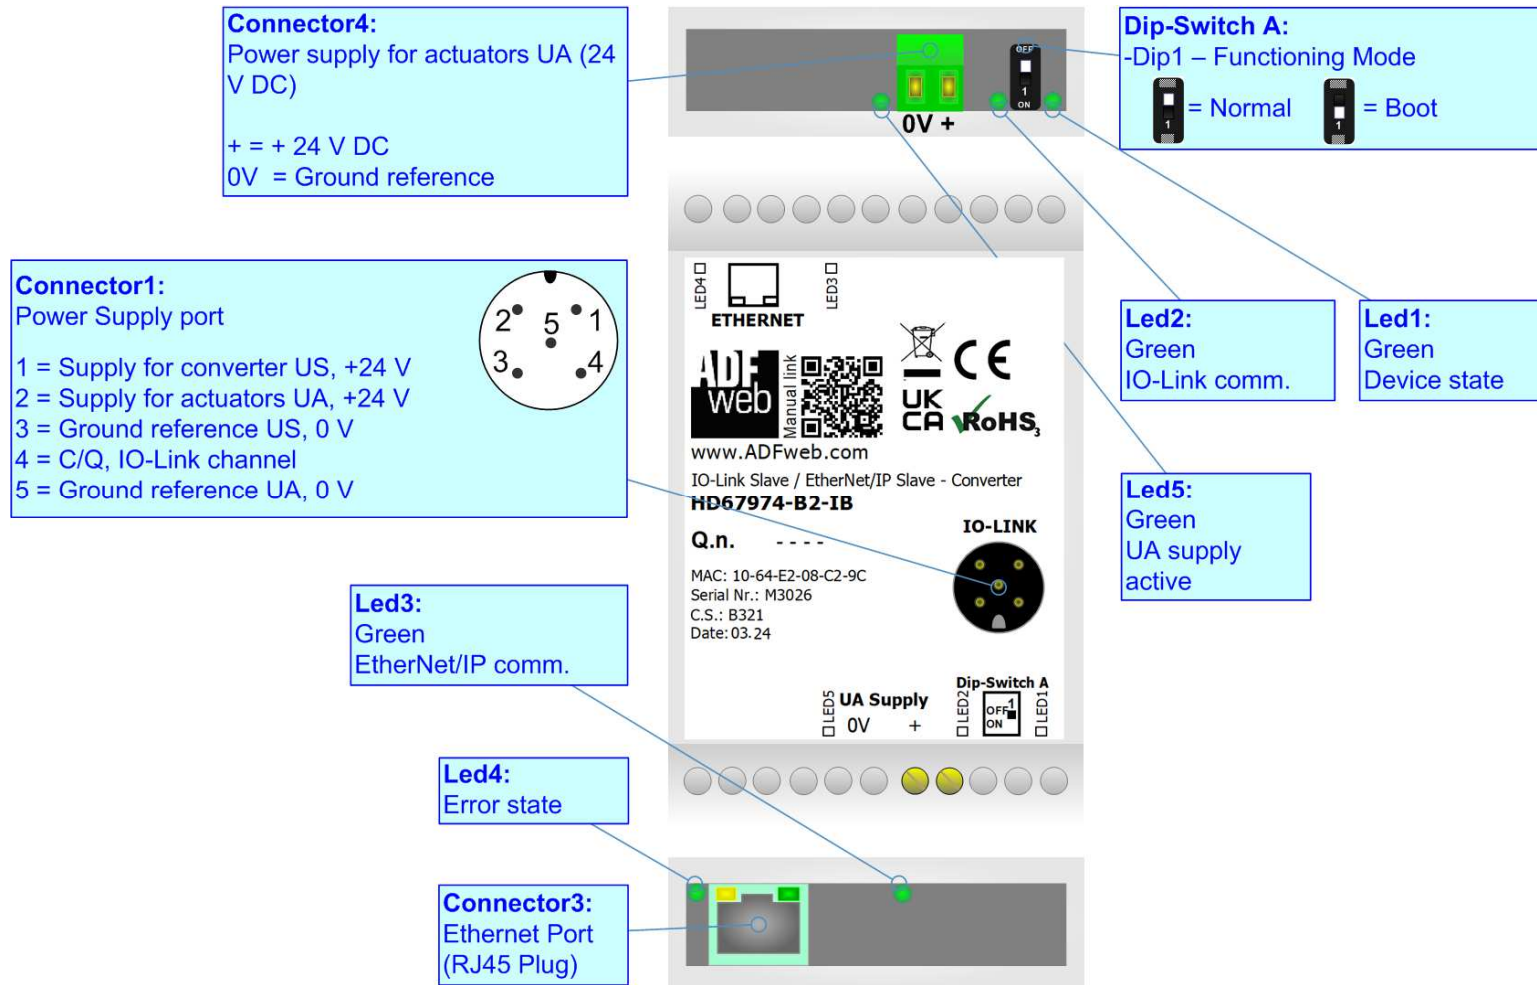 Connector4:
Power supply for actuators UA (24
V DC)
+ = + 24 V DC
0V = Ground reference
OFF
1
ON
0V +
Dip-Switch A:
-Dip1 – Functioning Mode
1
= Normal
1
= Boot
Connector1:
Power Supply port
1 = Supply for converter US, +24 V
2 = Supply for actuators UA, +24 V
3 = Ground reference US, 0 V
4 = C/Q, IO-Link channel
5 = Ground reference UA, 0 V
2 5 1
3 4
LED4
LED3
ETHERNET
ADF
web
Manual link
CE
UK
CA
RoHS3
www.ADFweb.com
IO-Link Slave / EtherNet/IP Slave - Converter
HD67974-B2-IB
Q.n. - - - -
IO-LINK
MAC: 10-64-E2-08-C2-9C
Serial Nr.: M3026
C.S.: B321
Date: 03.24
LED5
UA Supply
0V +
Dip-Switch A
LED2
OFF 1
ON
LED1
Led2:
Green
IO-Link comm.
Led1:
Green
Device state
Led5:
Green
UA supply
active
Led3:
Green
EtherNet/IP comm.
Led4:
Error state
Connector3:
Ethernet Port
(RJ45 Plug)